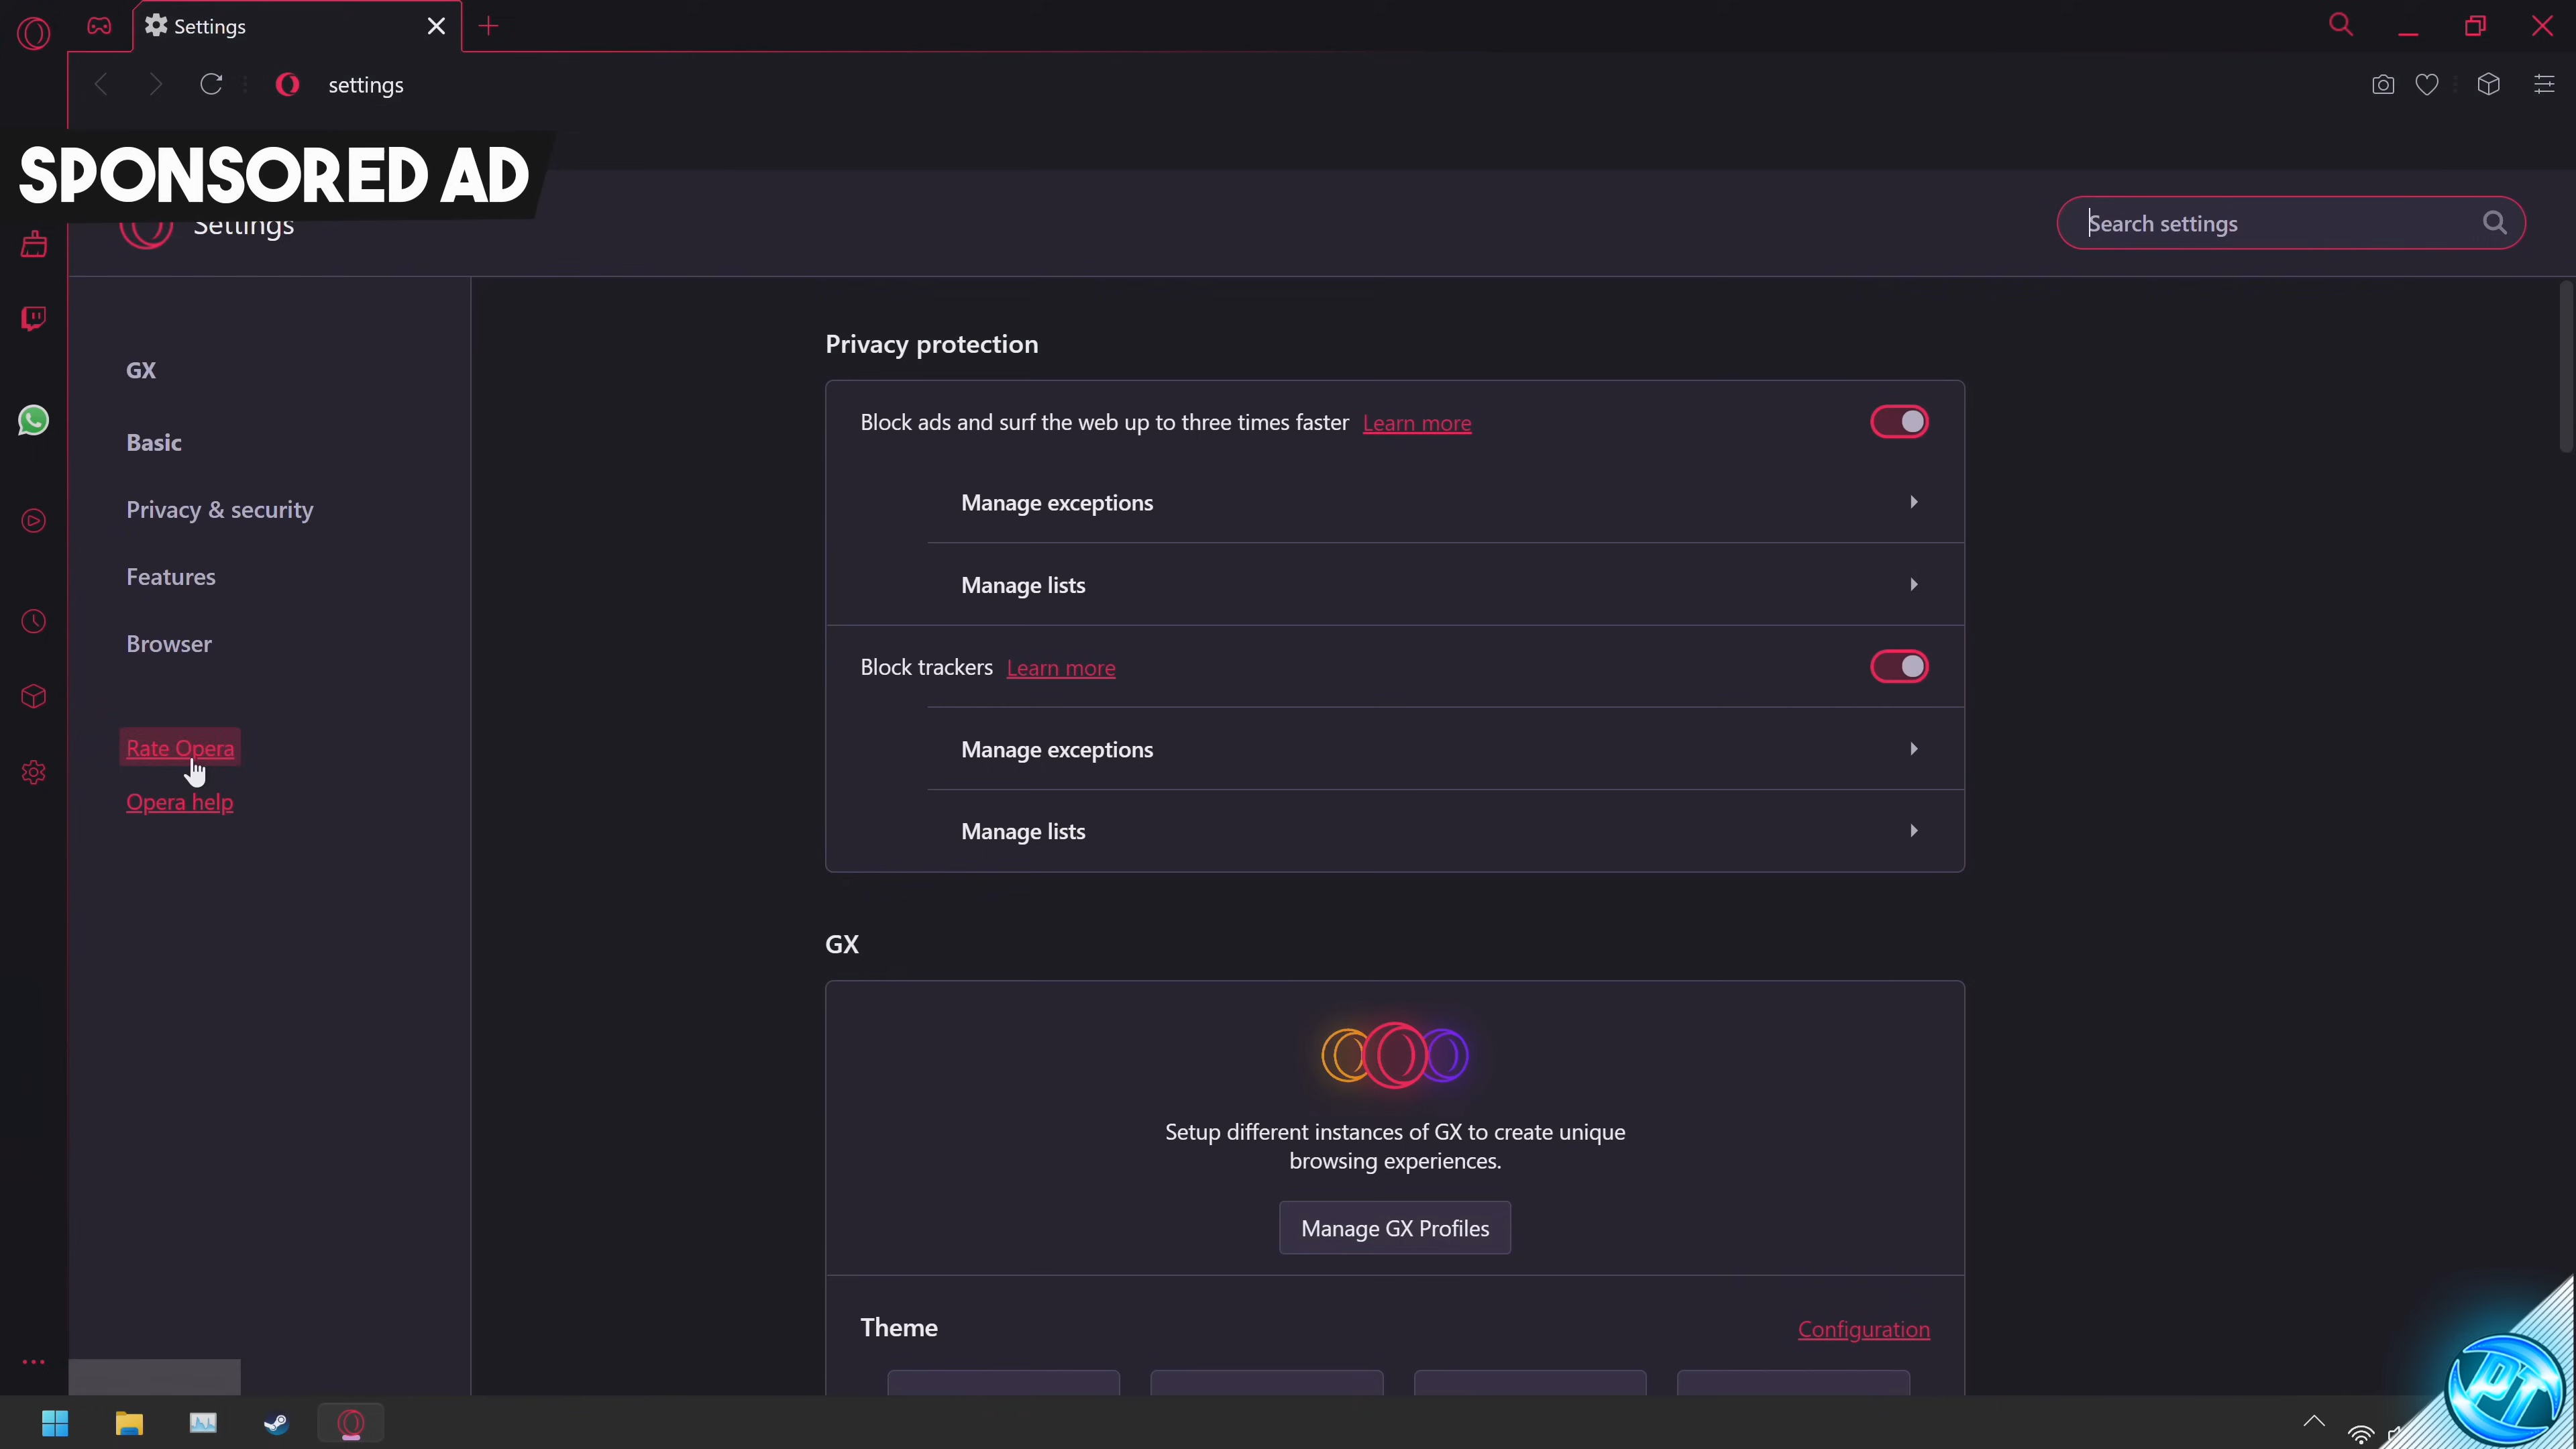 Settings
settings
SPONSORED AD
Settings
Search settings
GX
Basic
Privacy & security
Features
Browser
Rate Opera
Opera help
Privacy protection
Block ads and surf the web up to three times faster Learn more
Manage exceptions
Manage lists
Block trackers Learn more
Manage exceptions
Manage lists
GX
Setup different instances of GX to create unique
browsing experiences.
Manage GX Profiles
Theme
Configuration
PT